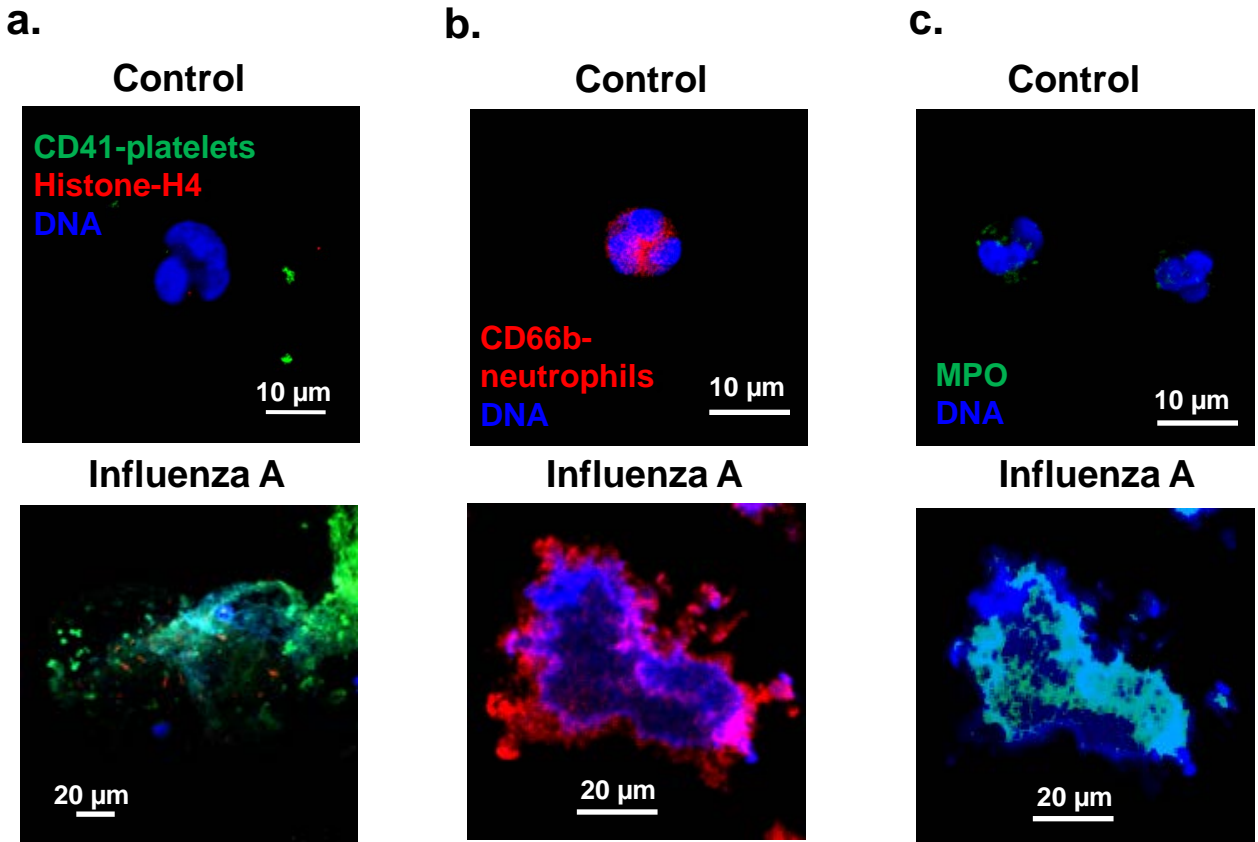 a.
Control
CD41-platelets
Histone-H4
DNA
10 µm
Influenza A
20 µm
b.
Control
CD66b-
neutrophils
DNA
10 µm
Influenza A
20 µm
c.
Control
MPO
DNA
10 µm
Influenza A
20 µm